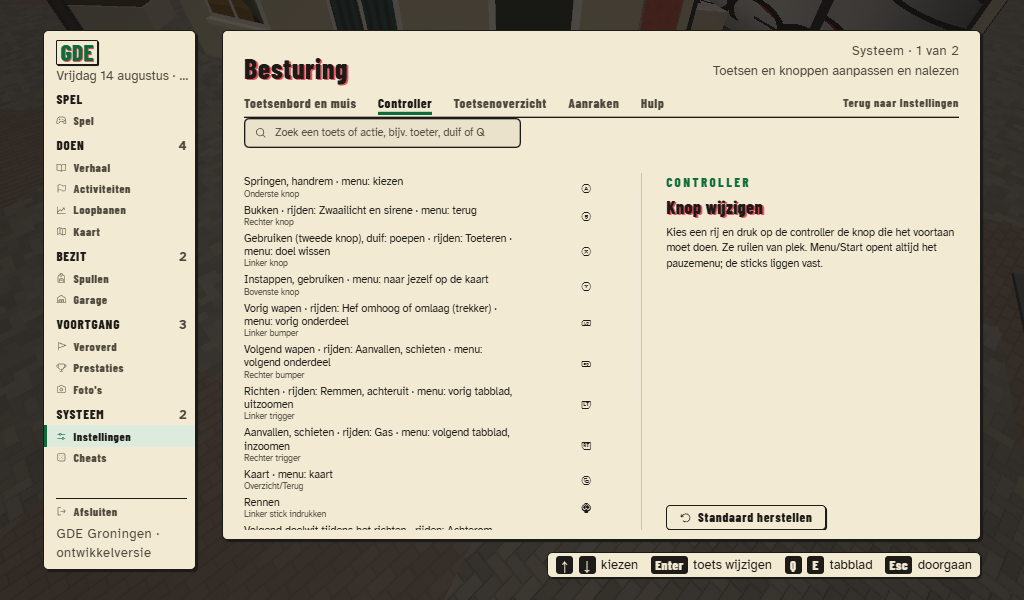 GDE
Vrijdag 14 augustus · ...
SPEL
Spel
DOEN 4
Verhaal
Activiteiten
Loopbanen
Kaart
BEZIT 2
Spullen
Garage
VOORTGANG 3
Veroverd
Prestaties
Foto's
SYSTEEM 2
Instellingen
Cheats
Afsluiten
GDE Groningen ·
ontwikkelversie
Besturing
Systeem · 1 van 2
Toetsen en knoppen aanpassen en nalezen
Toetsenbord en muis Controller Toetsenoverzicht Aanraken Hulp Terug naar Instellingen
Zoek een toets of actie, bijv. toeter, duif of Q
Springen, handrem · menu: kiezen
Onderste knop
Bukken · rijden: Zwaailicht en sirene · menu: terug
Rechter knop
Gebruiken (tweede knop), duif: poepen · rijden: Toeteren ·
menu: doel wissen
Linker knop
Instappen, gebruiken · menu: naar jezelf op de kaart
Bovenste knop
Vorig wapen · rijden: Hef omhoog of omlaag (trekker) ·
menu: vorig onderdeel
Linker bumper
Volgend wapen · rijden: Aanvallen, schieten · menu:
volgend onderdeel
Rechter bumper
Richten · rijden: Remmen, achteruit · menu: vorig tabblad,
uitzoomen
Linker trigger
Aanvallen, schieten · rijden: Gas · menu: volgend tabblad,
inzoomen
Rechter trigger
Kaart · menu: kaart
Overzicht/Terug
Rennen
Linker stick indrukken
Volgend doelwit tijdens het richten · rijden: Achterom
CONTROLLER
Knop wijzigen
Kies een rij en druk op de controller de knop die het voortaan
moet doen. Ze ruilen van plek. Menu/Start opent altijd het
pauzemenu; de sticks liggen vast.
Standaard herstellen
↑ ↓ kiezen Enter toets wijzigen Q E tabblad Esc doorgaan